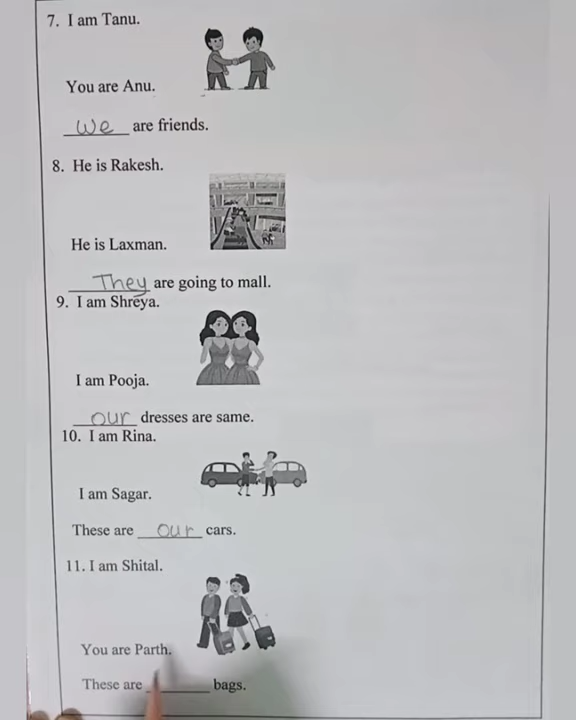 7. I am Tanu.
You are Anu.
we are friends.
8. He is Rakesh.
He is Laxman.
They are going to mall.
9. I am Shreya.
I am Pooja.
our dresses are same.
10. I am Rina.
I am Sagar.
These are our cars.
11. I am Shital.
You are Parth.
These are ________ bags.